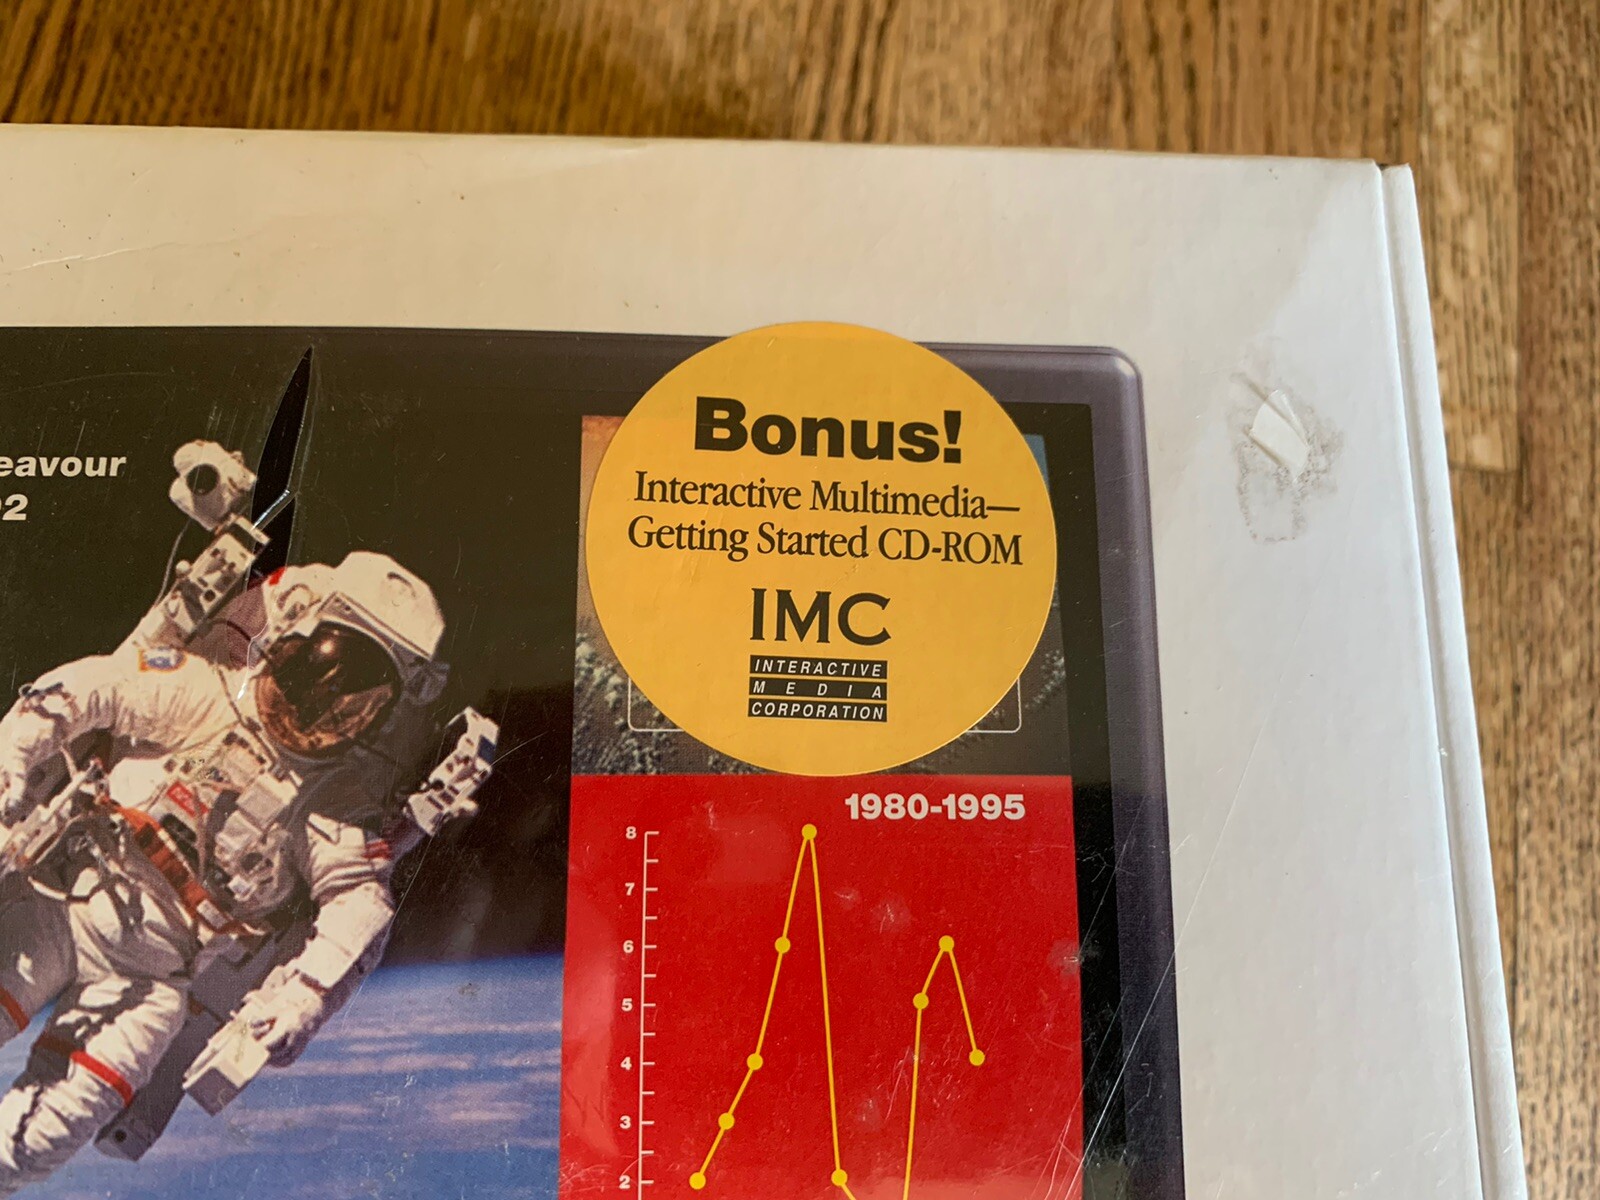 Bonus!
Interactive Multimedia—
Getting Started CD-ROM
IMC
INTERACTIVE
MEDIA
CORPORATION
1980-1995
8
7
6
5
4
3
2